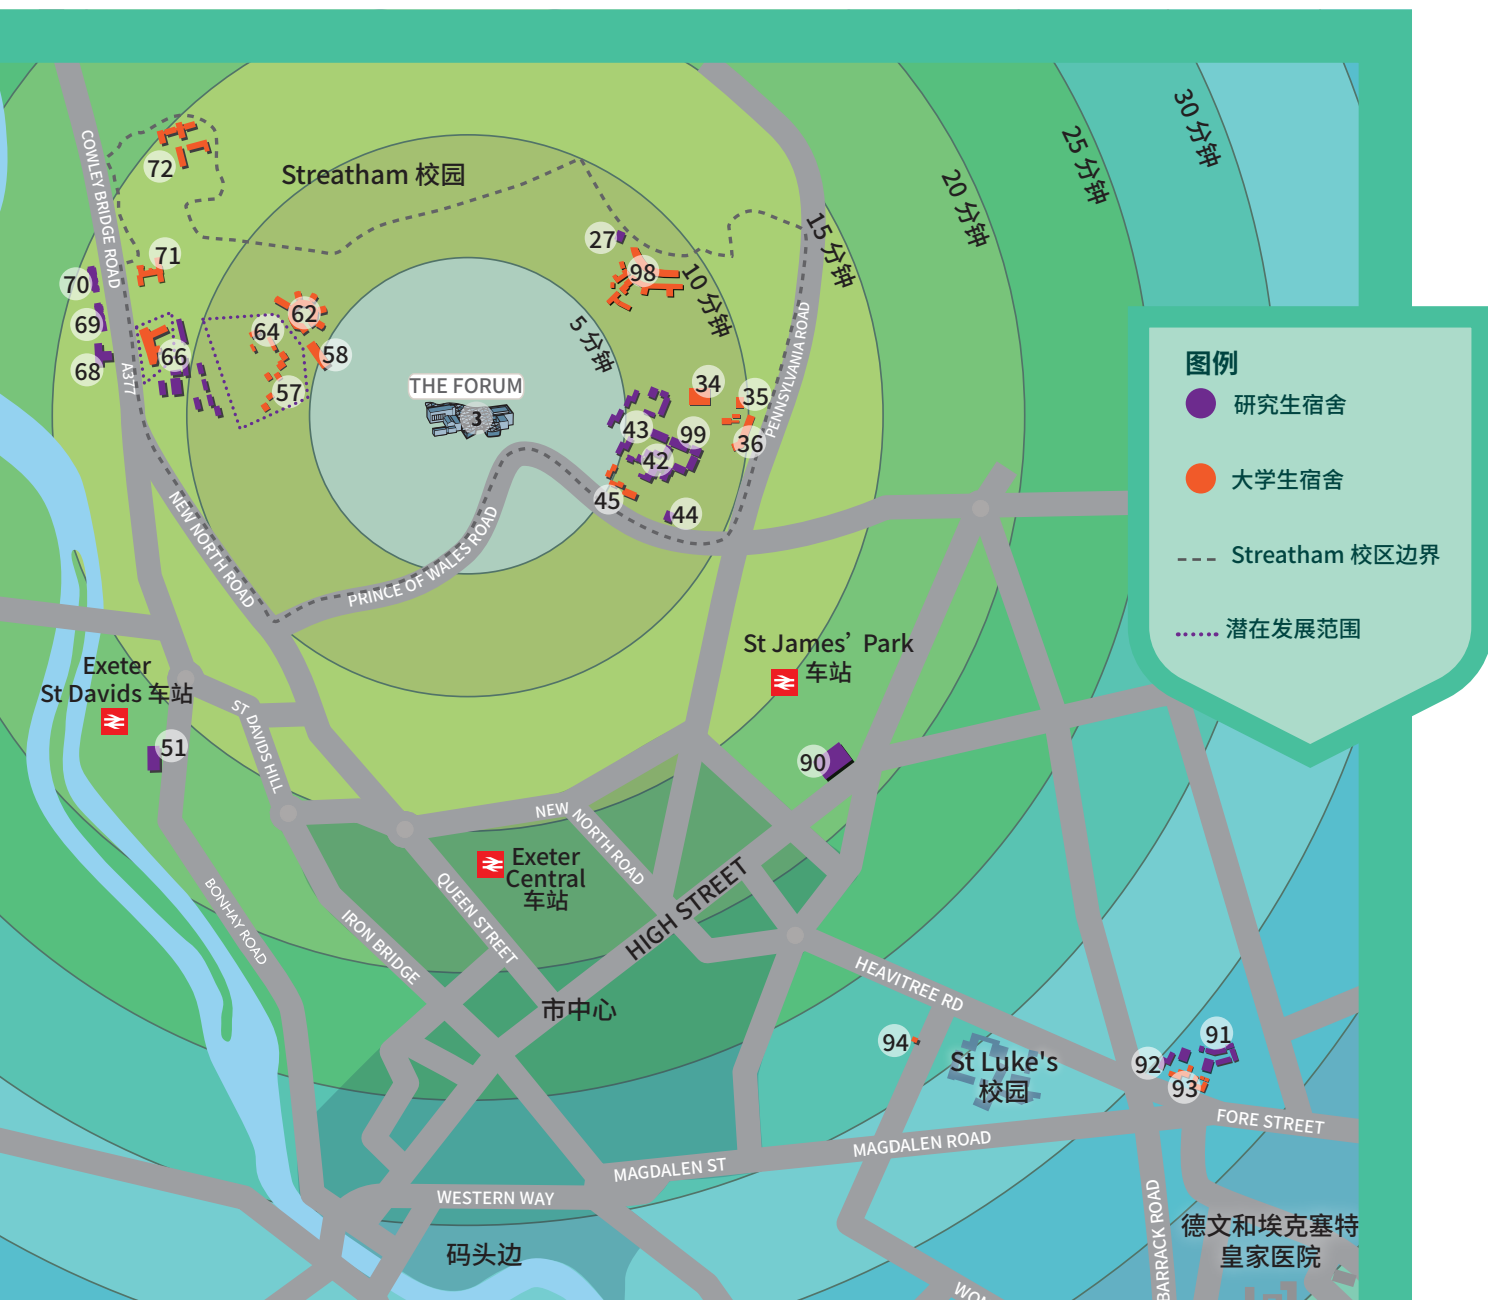 30 分钟
25 分钟
20 分钟
15 分钟
10 分钟
5 分钟
COWLEY BRIDGE ROAD
72
Streatham 校园
27
71
98
70
69
62
64
68
66
58
57
A377
THE FORUM
3
34
35
43
99
36
42
45
44
PENNSYLVANIA ROAD
图例
研究生宿舍
大学生宿舍
Streatham 校区边界
潜在发展范围
NEW NORTH ROAD
PRINCE OF WALES ROAD
Exeter
St Davids 车站
St James’ Park
车站
51
ST DAVIDS HILL
90
NEW
NORTH ROAD
Exeter
Central
车站
QUEEN STREET
HIGH STREET
BONHAY ROAD
IRON BRIDGE
市中心
HEAVITREE RD
94
St Luke's
校园
91
92
93
FORE STREET
MAGDALEN ROAD
MAGDALEN ST
WESTERN WAY
BARRACK ROAD
德文和埃克塞特
皇家医院
码头边